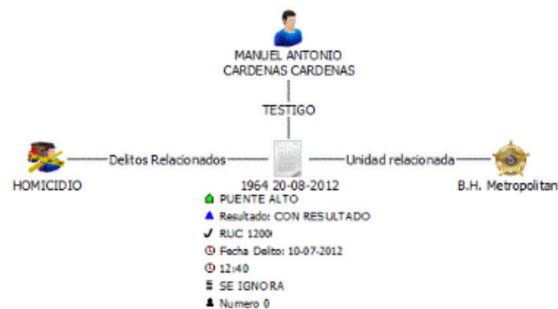 MANUEL ANTONIO
CARDENAS CARDENAS
TESTIGO
Delitos Relacionados
Unidad relacionada
HOMICIDIO
1964 20-08-2012
B.H. Metropolitan
PUENTE ALTO
Resultado: CON RESULTADO
RUC 1200
Fecha Delito: 10-07-2012
12:40
SE IGNORA
Numero 0